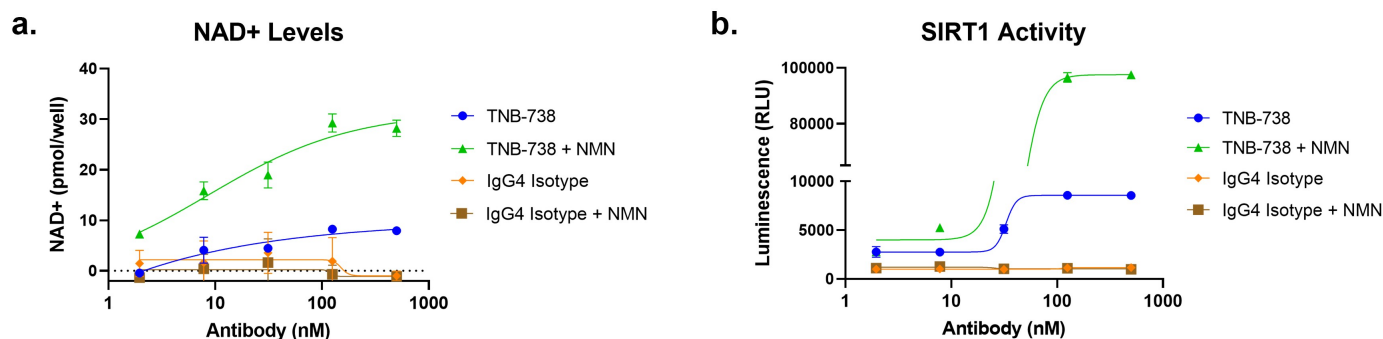 a.
NAD+ Levels
NAD+ (pmol/well)
40
30
20
10
0
1
10
100
1000
Antibody (nM)
TNB-738
TNB-738 + NMN
IgG4 Isotype
IgG4 Isotype + NMN
b.
SIRT1 Activity
Luminescence (RLU)
100000
80000
10000
5000
0
1
10
100
1000
Antibody (nM)
TNB-738
TNB-738 + NMN
IgG4 Isotype
IgG4 Isotype + NMN